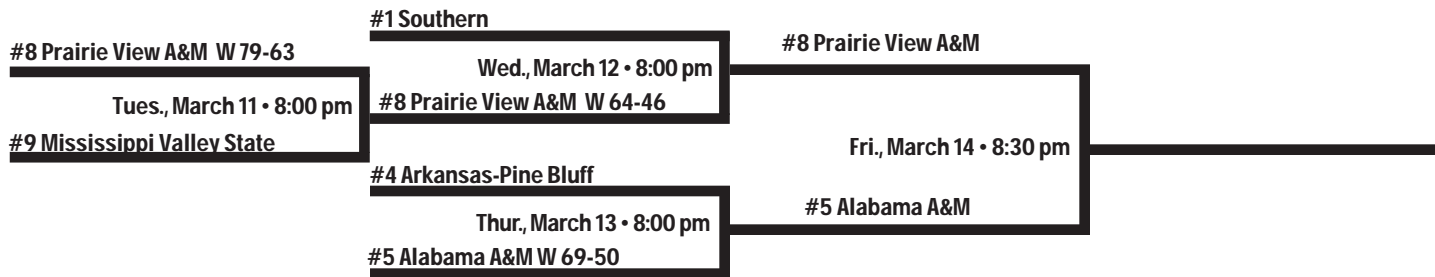 #1 Southern
#8 Prairie View A&M W 79-63
#8 Prairie View A&M
Wed., March 12 • 8:00 pm
Tues., March 11 • 8:00 pm
#8 Prairie View A&M W 64-46
#9 Mississippi Valley State
Fri., March 14 • 8:30 pm
#4 Arkansas-Pine Bluff
#5 Alabama A&M
Thur., March 13 • 8:00 pm
#5 Alabama A&M W 69-50